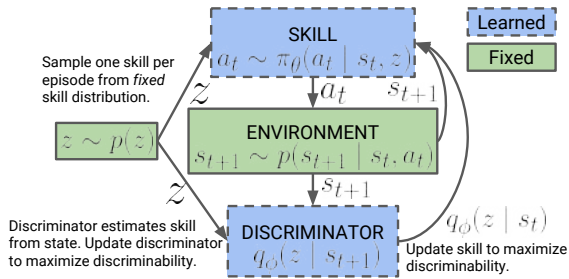 SKILL
a_t ∼ π_θ(a_t | s_t, z)
Learned
Fixed
Sample one skill per
episode from fixed
skill distribution.
z
a_t
s_{t+1}
z ∼ p(z)
ENVIRONMENT
s_{t+1} ∼ p(s_{t+1} | s_t, a_t)
z
s_{t+1}
Discriminator estimates skill
from state. Update discriminator
to maximize discriminability.
DISCRIMINATOR
q_ϕ(z | s_{t+1})
q_ϕ(z | s_t)
Update skill to maximize
discriminability.